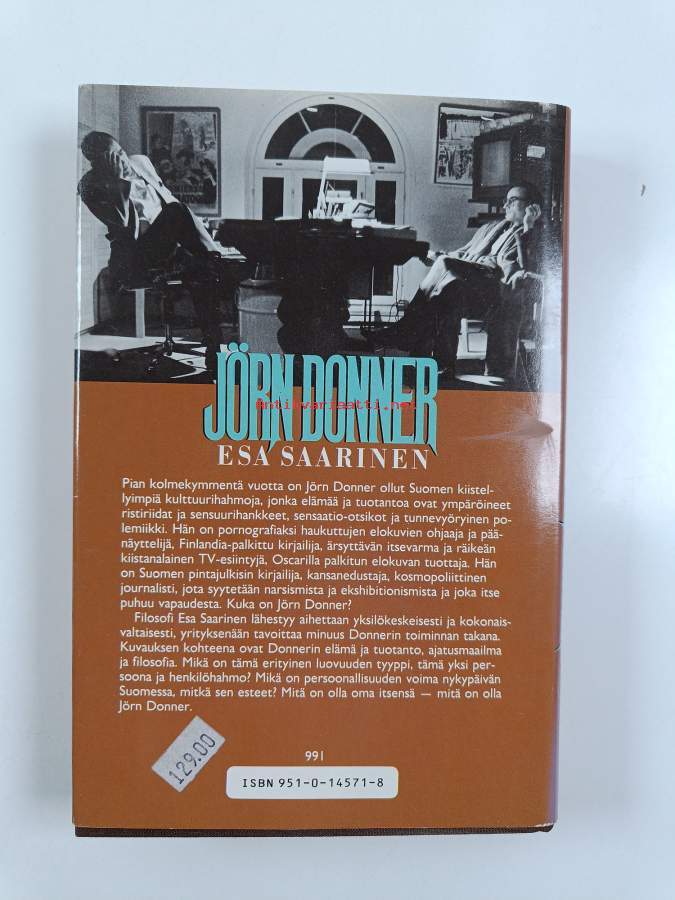 JÖRN DONNER
antikvariaatti.net
ESA SAARINEN
Pian kolmekymmentä vuotta on Jörn Donner ollut Suomen kiistel-
lyimpiä kulttuurihahmoja, jonka elämää ja tuotantoa ovat ympäröineet
ristiriidat ja sensuurihankkeet, sensaatio-otsikot ja tunnevyöryinen po-
lemiikki. Hän on pornografiaksi haukuttujen elokuvien ohjaaja ja pää-
näyttelijä, Finlandia-palkittu kirjailija, ärsyttävän itsevarma ja räikeän
kiistanalainen TV-esiintyjä, Oscarilla palkitun elokuvan tuottaja. Hän
on Suomen pintajulkisin kirjailija, kansanedustaja, kosmopoliittinen
journalisti, jota syytetään narsismista ja ekshibitionismista ja joka itse
puhuu vapaudesta. Kuka on Jörn Donner?
Filosofi Esa Saarinen lähestyy aihettaan yksilökeskeisesti ja kokonais-
valtaisesti, yrityksenään tavoittaa minuus Donnerin toiminnan takana.
Kuvauksen kohteena ovat Donnerin elämä ja tuotanto, ajatusmaailma
ja filosofia. Mikä on tämä erityinen luovuuden tyyppi, tämä yksi per-
soona ja henkilöhahmo? Mikä on persoonallisuuden voima nykypäivän
Suomessa, mitkä sen esteet? Mitä on olla oma itsensä — mitä on olla
Jörn Donner.
129.00
991
ISBN 951-0-14571-8